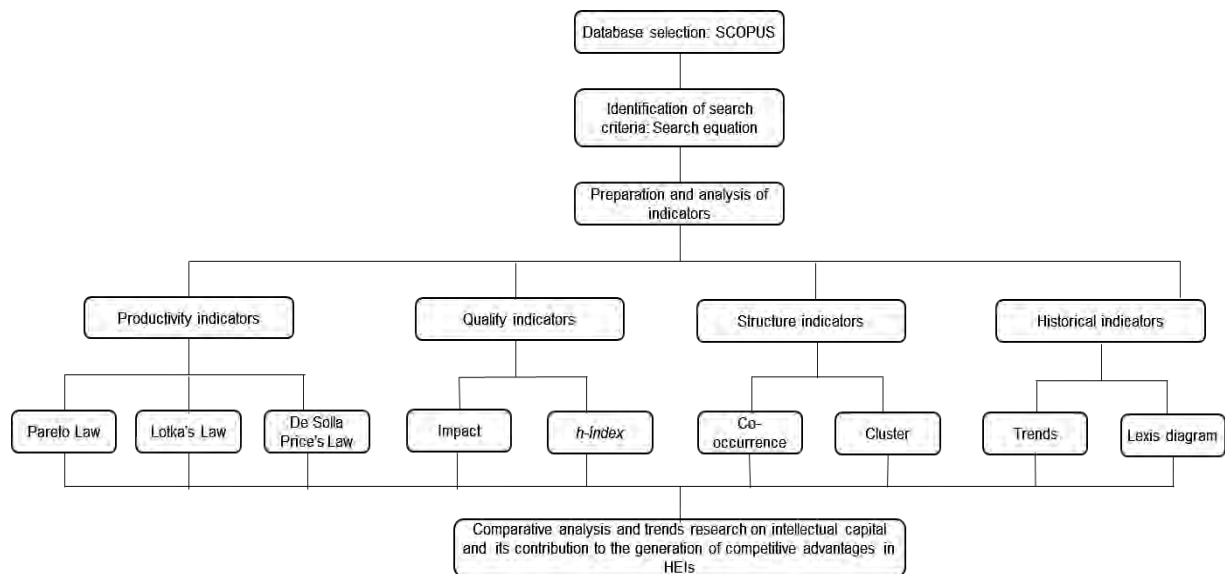 Database selection: SCOPUS
Identification of search
criteria: Search equation
Preparation and analysis of
indicators
Productivity indicators
Quality indicators
Structure indicators
Historical indicators
Pareto Law
Lotka's Law
De Solla
Price's Law
Impact
h-index
Co-
occurrence
Cluster
Trends
Lexis diagram
Comparative analysis and trends research on intellectual capital
and its contribution to the generation of competitive advantages in
HEIs